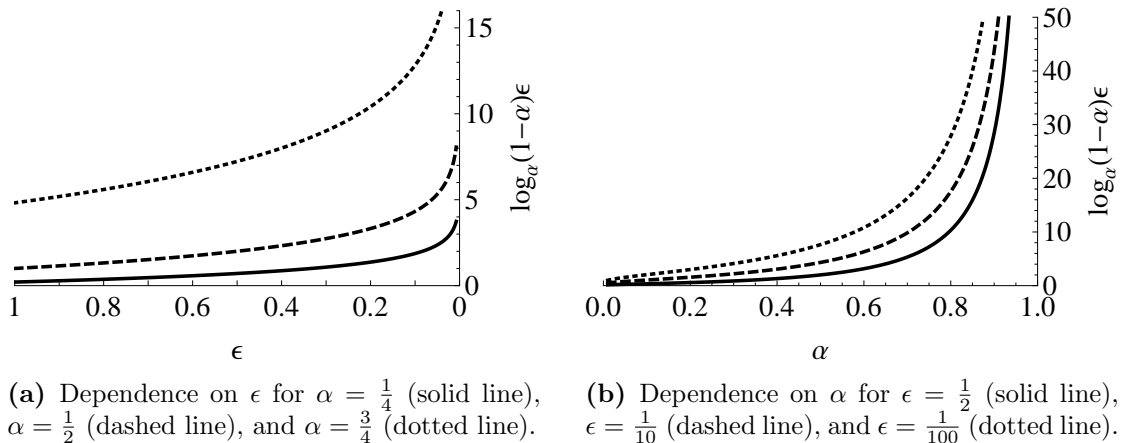 15
10
5
0
log_α(1−α)ϵ
1 0.8 0.6 0.4 0.2 0
ϵ
50
40
30
20
10
0
log_α(1−α)ϵ
0.0 0.2 0.4 0.6 0.8 1.0
α
(a) Dependence on ϵ for α = 1/4 (solid line),
α = 1/2 (dashed line), and α = 3/4 (dotted line).
(b) Dependence on α for ϵ = 1/2 (solid line),
ϵ = 1/10 (dashed line), and ϵ = 1/100 (dotted line).